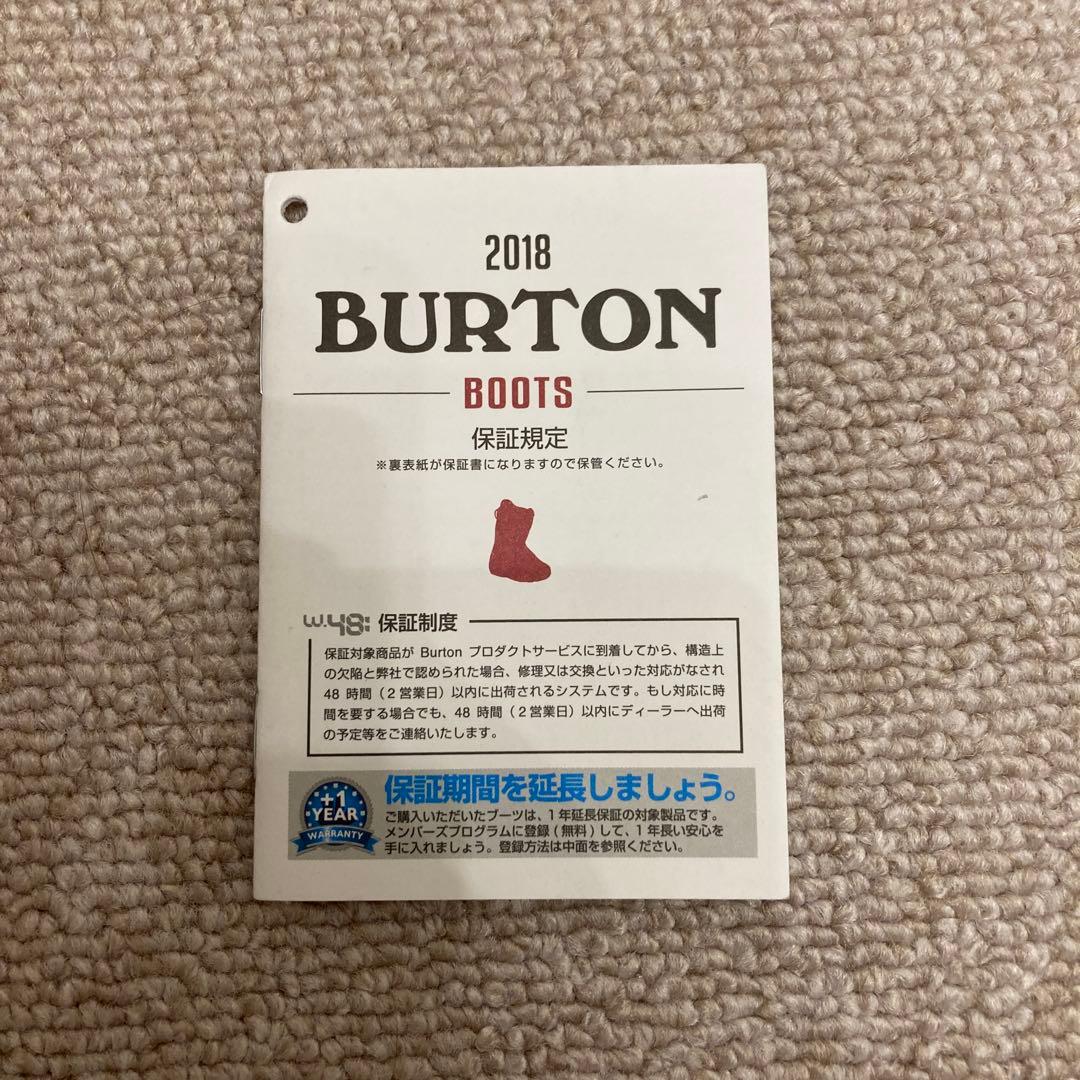 2018
BURTON
BOOTS
保証規定
※裏表紙が保証書になりますので保管ください。
W.48: 保証制度
保証対象商品が Burton プロダクトサービスに到着してから、構造上
の欠陥と弊社で認められた場合、修理又は交換といった対応がなされ
48 時間（2営業日）以内に出荷されるシステムです。もし対応に時
間を要する場合でも、48 時間（2営業日）以内にディーラーへ出荷
の予定等をご連絡いたします。
+1
YEAR
WARRANTY
保証期間を延長しましょう。
ご購入いただいたブーツは、1年延長保証の対象製品です。
メンバーズプログラムに登録(無料)して、1年長い安心を
手に入れましょう。登録方法は中面を参照ください。